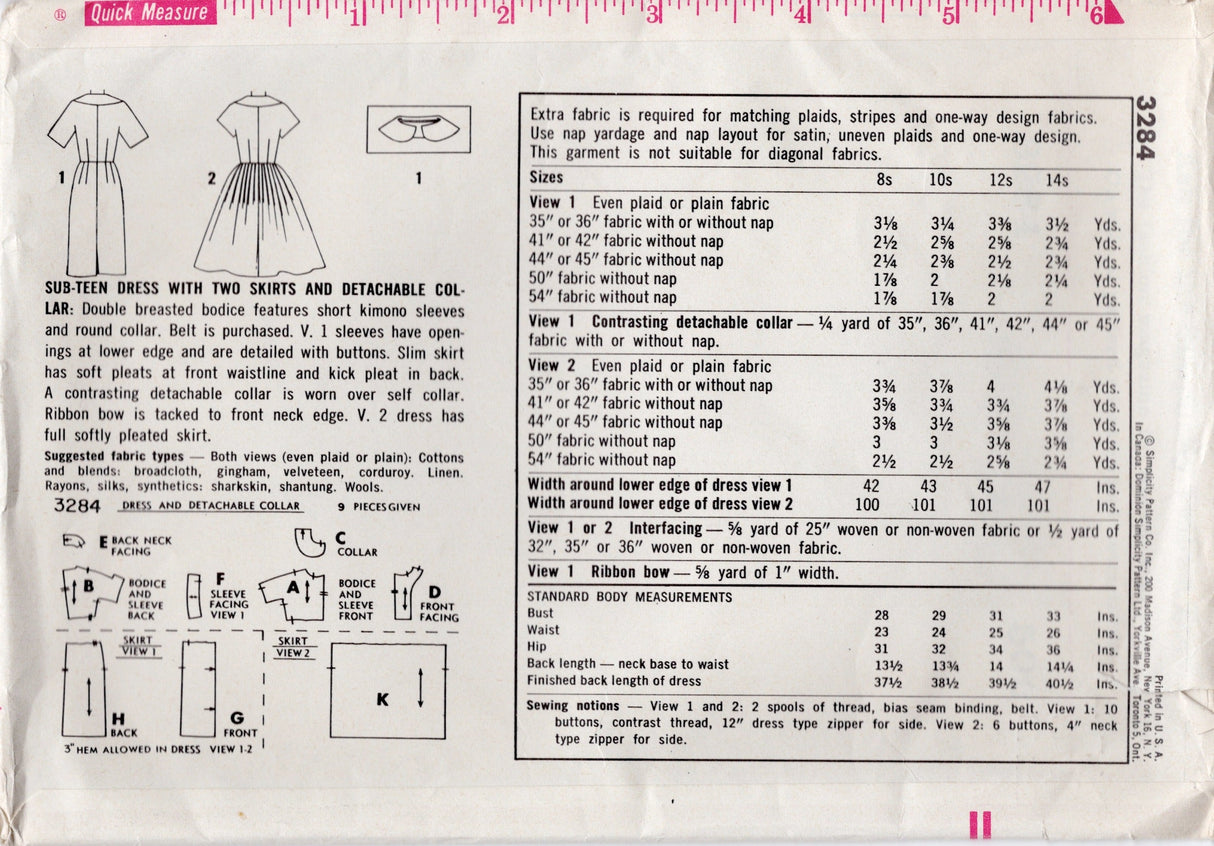 ® Quick Measure 1 2 3 4 5 6
1
2
1
SUB-TEEN DRESS WITH TWO SKIRTS AND DETACHABLE COL-
LAR: Double breasted bodice features short kimono sleeves
and round collar. Belt is purchased. V. 1 sleeves have open-
ings at lower edge and are detailed with buttons. Slim skirt
has soft pleats at front waistline and kick pleat in back.
A contrasting detachable collar is worn over self collar.
Ribbon bow is tacked to front neck edge. V. 2 dress has
full softly pleated skirt.
Suggested fabric types — Both views (even plaid or plain): Cottons
and blends: broadcloth, gingham, velveteen, corduroy. Linen.
Rayons, silks, synthetics: sharkskin, shantung. Wools.
3284 DRESS AND DETACHABLE COLLAR 9 PIECES GIVEN
E BACK NECK
FACING
C
COLLAR
B BODICE
AND
SLEEVE
BACK
F
SLEEVE
FACING
VIEW 1
A BODICE
AND
SLEEVE
FRONT
D
FRONT
FACING
SKIRT
VIEW 1
SKIRT
VIEW 2
H
BACK
G
FRONT
K
3" HEM ALLOWED IN DRESS VIEW 1-2
Extra fabric is required for matching plaids, stripes and one-way design fabrics.
Use nap yardage and nap layout for satin, uneven plaids and one-way design.
This garment is not suitable for diagonal fabrics.
Sizes 8s 10s 12s 14s
View 1 Even plaid or plain fabric
35" or 36" fabric with or without nap 3⅛ 3¼ 3⅜ 3½ Yds.
41" or 42" fabric without nap 2½ 2⅝ 2⅝ 2¾ Yds.
44" or 45" fabric without nap 2¼ 2⅜ 2½ 2¾ Yds.
50" fabric without nap 1⅞ 2 2⅛ 2¼ Yds.
54" fabric without nap 1⅞ 1⅞ 2 2 Yds.
View 1 Contrasting detachable collar — ¼ yard of 35", 36", 41", 42", 44" or 45"
fabric with or without nap.
View 2 Even plaid or plain fabric
35" or 36" fabric with or without nap 3¾ 3⅞ 4 4⅛ Yds.
41" or 42" fabric without nap 3⅝ 3¾ 3¾ 3⅞ Yds.
44" or 45" fabric without nap 3⅜ 3½ 3⅝ 3⅞ Yds.
50" fabric without nap 3 3 3⅛ 3⅝ Yds.
54" fabric without nap 2½ 2½ 2⅝ 2¾ Yds.
Width around lower edge of dress view 1 42 43 45 47 Ins.
Width around lower edge of dress view 2 100 101 101 101 Ins.
View 1 or 2 Interfacing — ⅝ yard of 25" woven or non-woven fabric or ½ yard of
32", 35" or 36" woven or non-woven fabric.
View 1 Ribbon bow — ⅝ yard of 1" width.
STANDARD BODY MEASUREMENTS
Bust 28 29 31 33 Ins.
Waist 23 24 25 26 Ins.
Hip 31 32 34 36 Ins.
Back length — neck base to waist 13½ 13¾ 14 14¼ Ins.
Finished back length of dress 37½ 38½ 39½ 40½ Ins.
Sewing notions — View 1 and 2: 2 spools of thread, bias seam binding, belt. View 1: 10
buttons, contrast thread, 12" dress type zipper for side. View 2: 6 buttons, 4" neck
type zipper for side.
3284
Printed in U. S. A.
© Simplicity Pattern Co. Inc., 200 Madison Avenue, New York 16, N. Y.
In Canada: Dominion Simplicity Pattern Ltd., Yorkville Ave. Toronto 5, Ont.